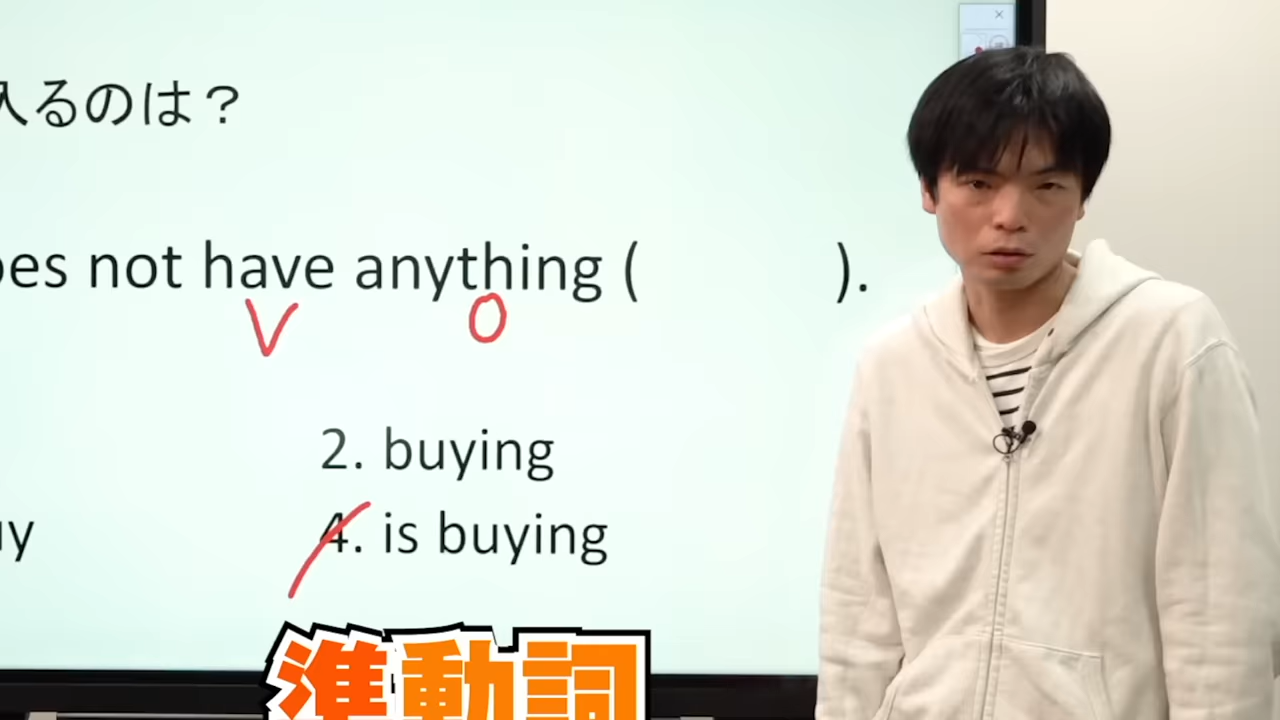 入るのは？
oes not have anything (　　　).
V O
2. buying
uy
4. is buying
準動詞